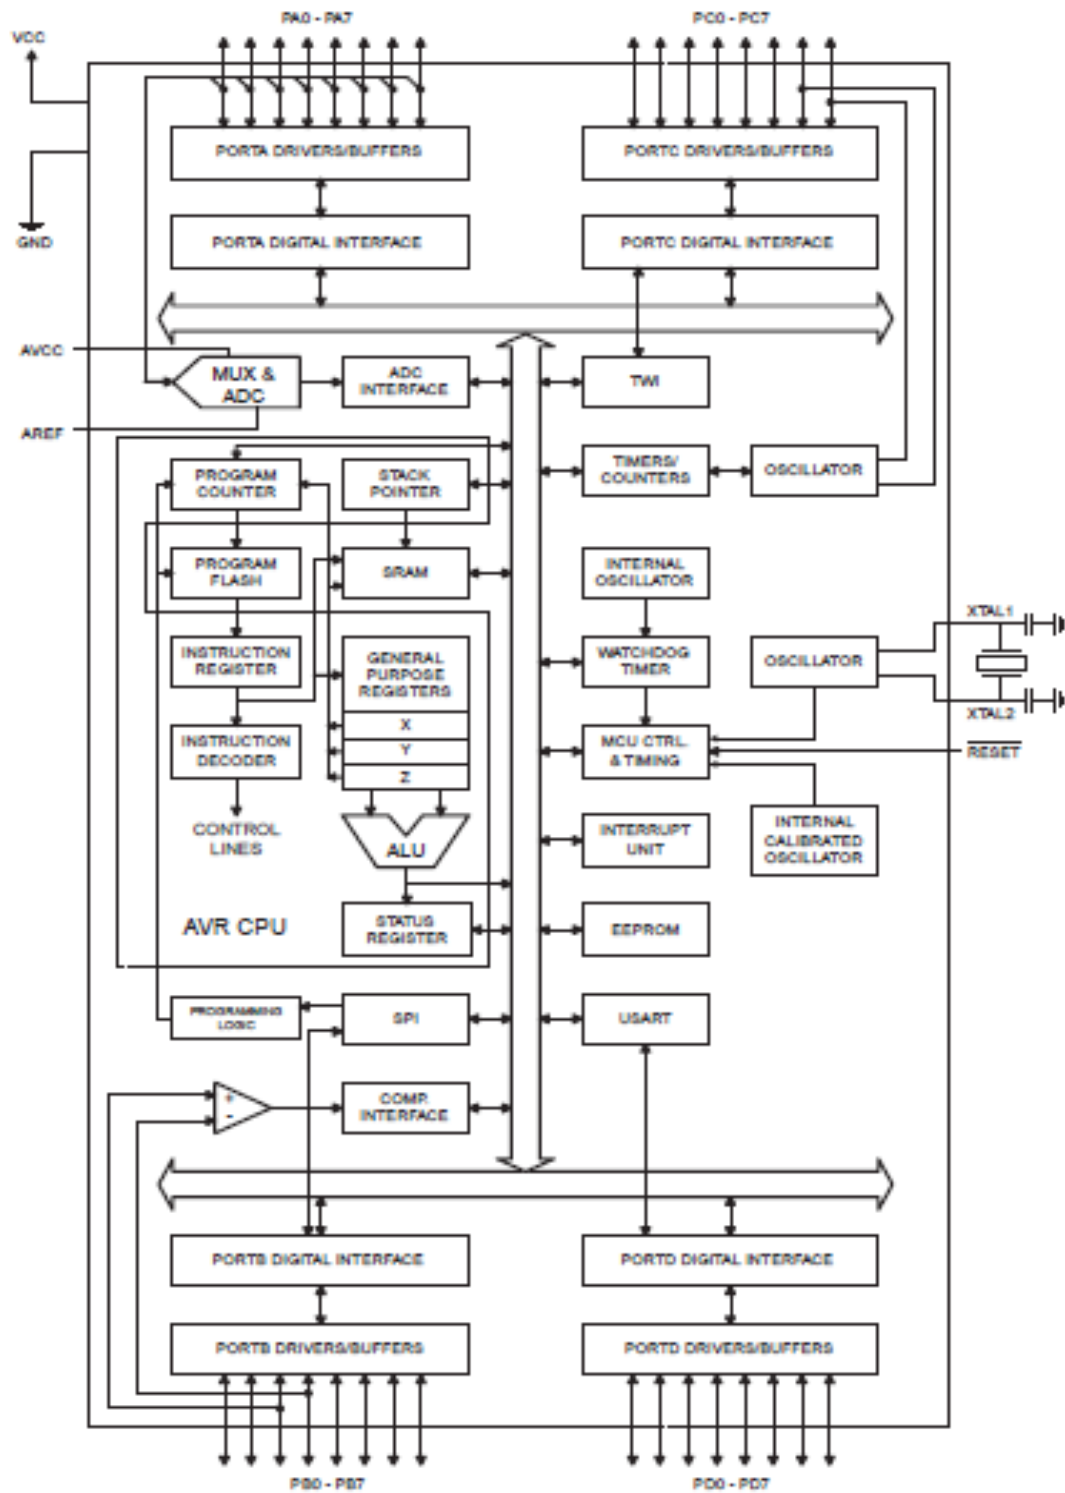 PA0 - PA7
PC0 - PC7
VCC
PORTA DRIVERS/BUFFERS
PORTC DRIVERS/BUFFERS
GND
PORTA DIGITAL INTERFACE
PORTC DIGITAL INTERFACE
AVCC
MUX &
ADC
ADC
INTERFACE
TWI
AREF
PROGRAM
COUNTER
STACK
POINTER
TIMERS/
COUNTERS
OSCILLATOR
PROGRAM
FLASH
SRAM
INTERNAL
OSCILLATOR
XTAL1
INSTRUCTION
REGISTER
GENERAL
PURPOSE
REGISTERS
WATCHDOG
TIMER
OSCILLATOR
XTAL2
X
Y
Z
INSTRUCTION
DECODER
MCU CTRL.
& TIMING
RESET
CONTROL
LINES
ALU
INTERRUPT
UNIT
INTERNAL
CALIBRATED
OSCILLATOR
AVR CPU
STATUS
REGISTER
EEPROM
PROGRAMMING
LOGIC
SPI
USART
+
-
COMP.
INTERFACE
PORTB DIGITAL INTERFACE
PORTD DIGITAL INTERFACE
PORTB DRIVERS/BUFFERS
PORTD DRIVERS/BUFFERS
PB0 - PB7
PD0 - PD7